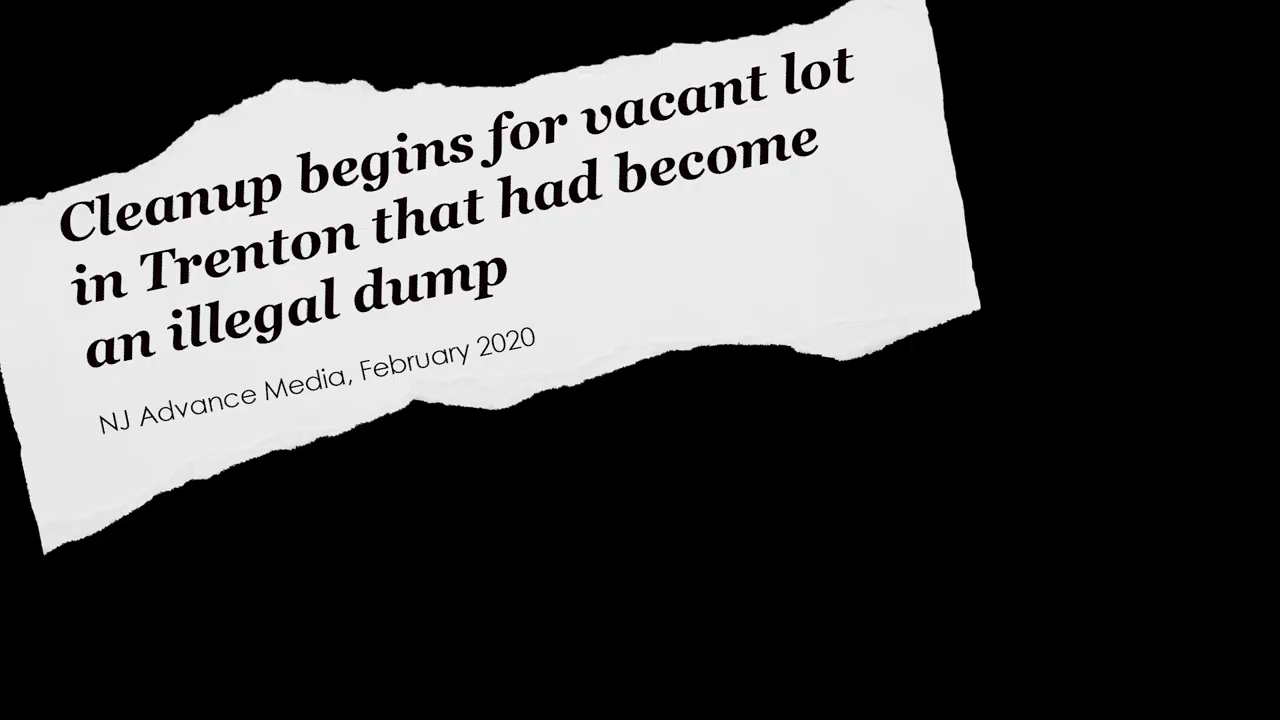 Cleanup begins for vacant lot
in Trenton that had become
an illegal dump
NJ Advance Media, February 2020